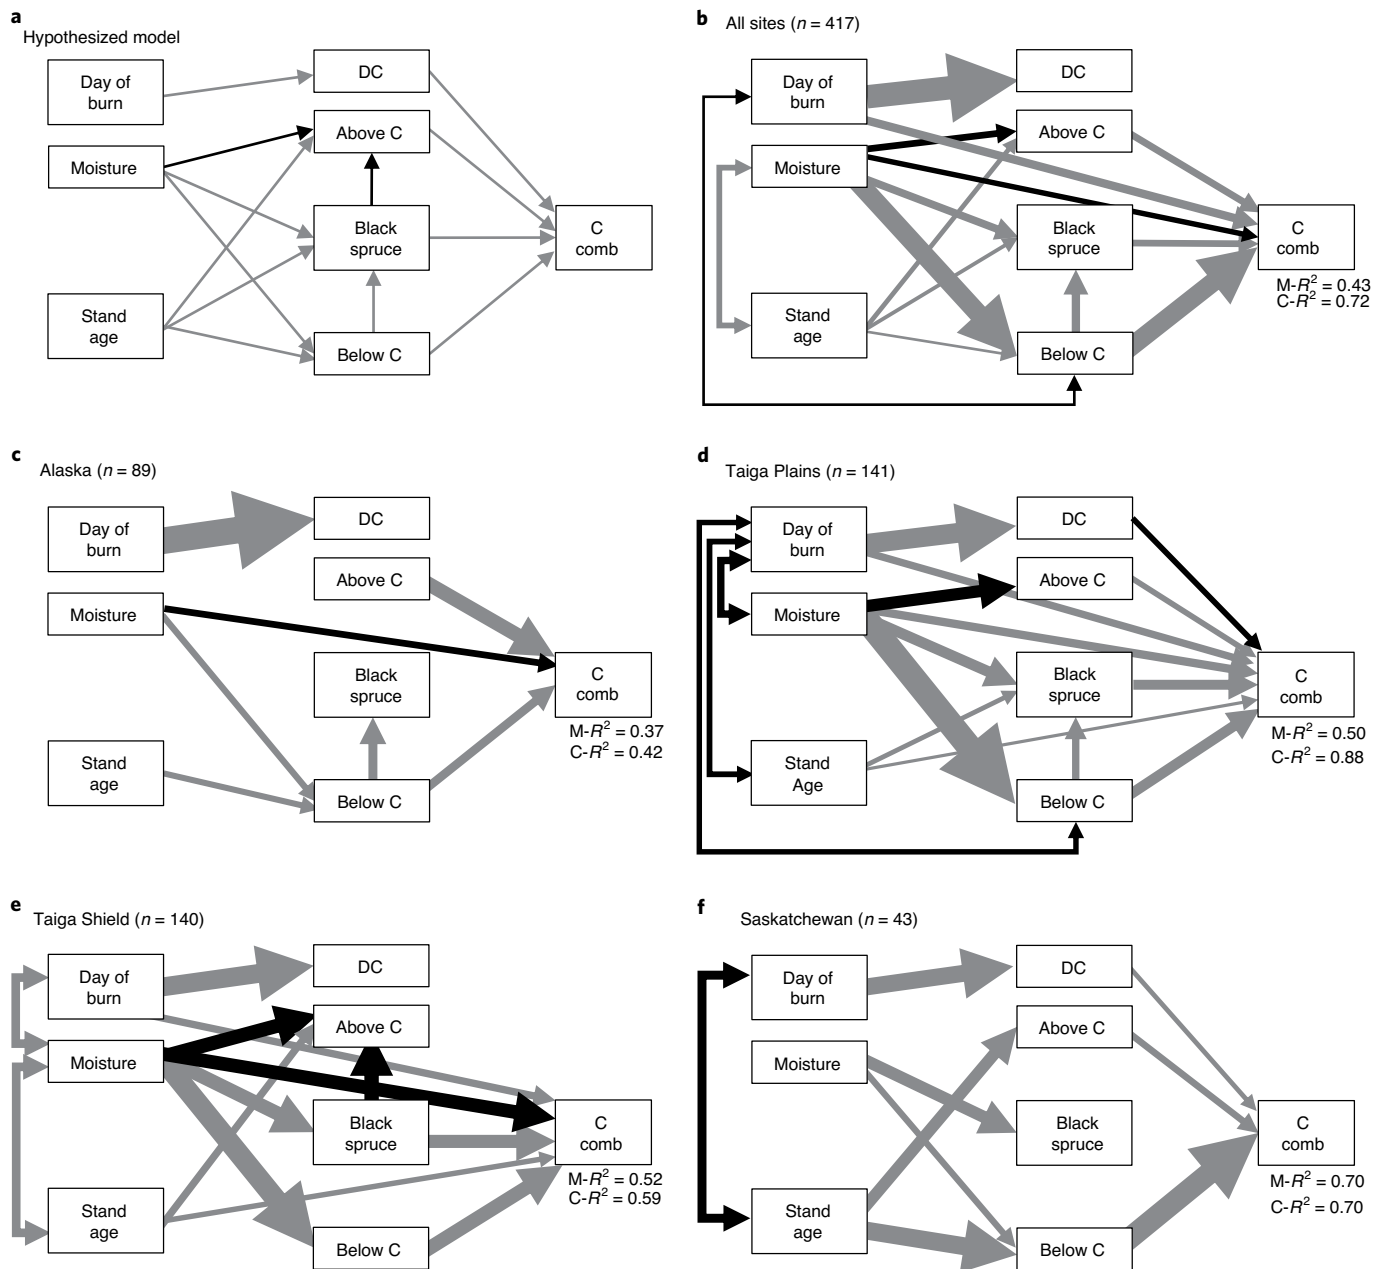 a
Hypothesized model
Day of
burn
DC
Above C
Moisture
Black
spruce
C
comb
Stand
age
Below C
b
All sites (n = 417)
Day of
burn
DC
Above C
Moisture
Black
spruce
C
comb
M-R² = 0.43
C-R² = 0.72
Stand
age
Below C
c
Alaska (n = 89)
Day of
burn
DC
Above C
Moisture
Black
spruce
C
comb
M-R² = 0.37
C-R² = 0.42
Stand
age
Below C
d
Taiga Plains (n = 141)
Day of
burn
DC
Above C
Moisture
Black
spruce
C
comb
M-R² = 0.50
C-R² = 0.88
Stand
Age
Below C
e
Taiga Shield (n = 140)
Day of
burn
DC
Above C
Moisture
Black
spruce
C
comb
M-R² = 0.52
C-R² = 0.59
Stand
age
Below C
f
Saskatchewan (n = 43)
Day of
burn
DC
Above C
Moisture
Black
spruce
C
comb
M-R² = 0.70
C-R² = 0.70
Stand
age
Below C